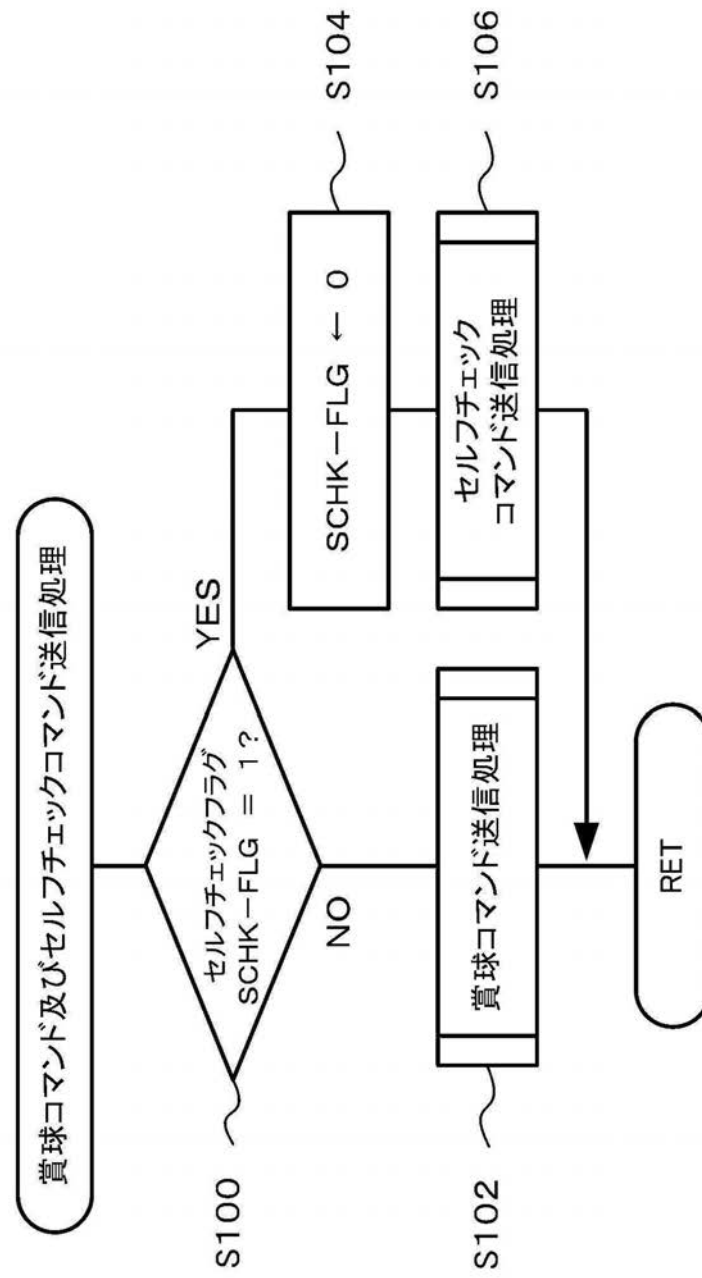 賞球コマンド及びセルフチェックコマンド送信処理
S100
セルフチェックフラグ
SCHK－FLG ＝ 1？
YES
NO
SCHK－FLG ← 0
S104
S102
賞球コマンド送信処理
セルフチェック
コマンド送信処理
S106
RET